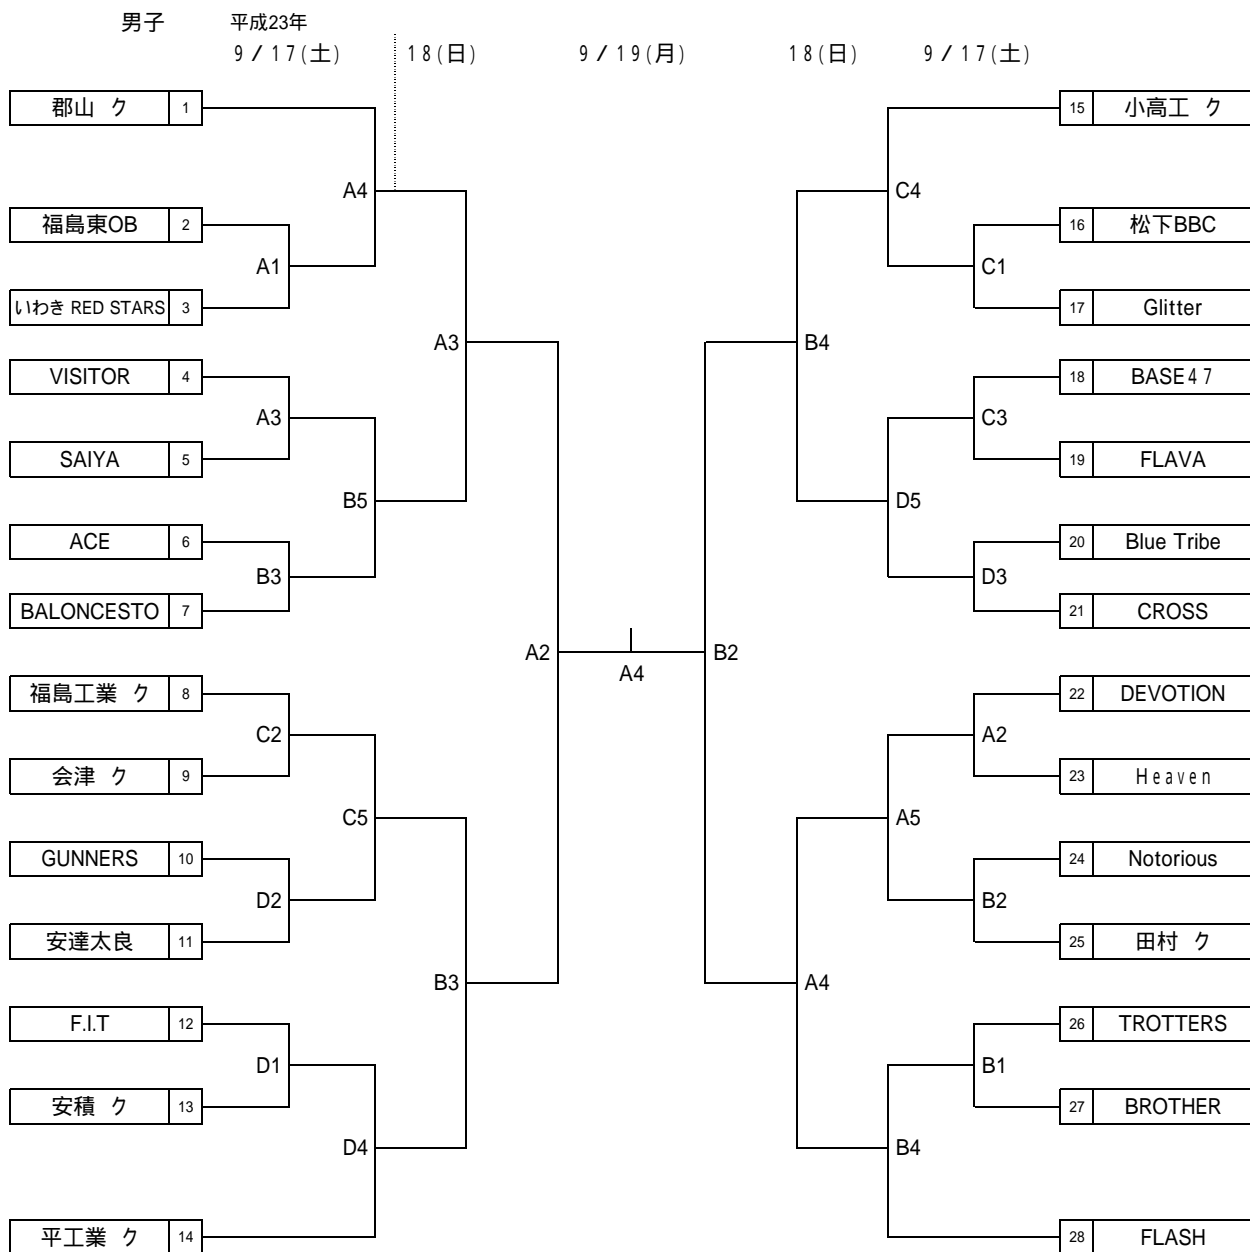 男子 平成23年
9/17(土) 18(日) 9/19(月) 18(日) 9/17(土)
郡山 ク 1 15 小高工 ク
A4 C4
福島東OB 2 16 松下BBC
A1 C1
いわき RED STARS 3 17 Glitter
A3 B4
VISITOR 4 18 BASE47
A3 C3
SAIYA 5 19 FLAVA
B5 D5
ACE 6 20 Blue Tribe
B3 D3
BALONCESTO 7 21 CROSS
A2 A4 B2
福島工業 ク 8 22 DEVOTION
C2 A2
会津 ク 9 23 Heaven
C5 A5
GUNNERS 10 24 Notorious
D2 B2
安達太良 11 25 田村 ク
B3 A4
F.I.T 12 26 TROTTERS
D1 B1
安積 ク 13 27 BROTHER
D4 B4
平工業 ク 14 28 FLASH